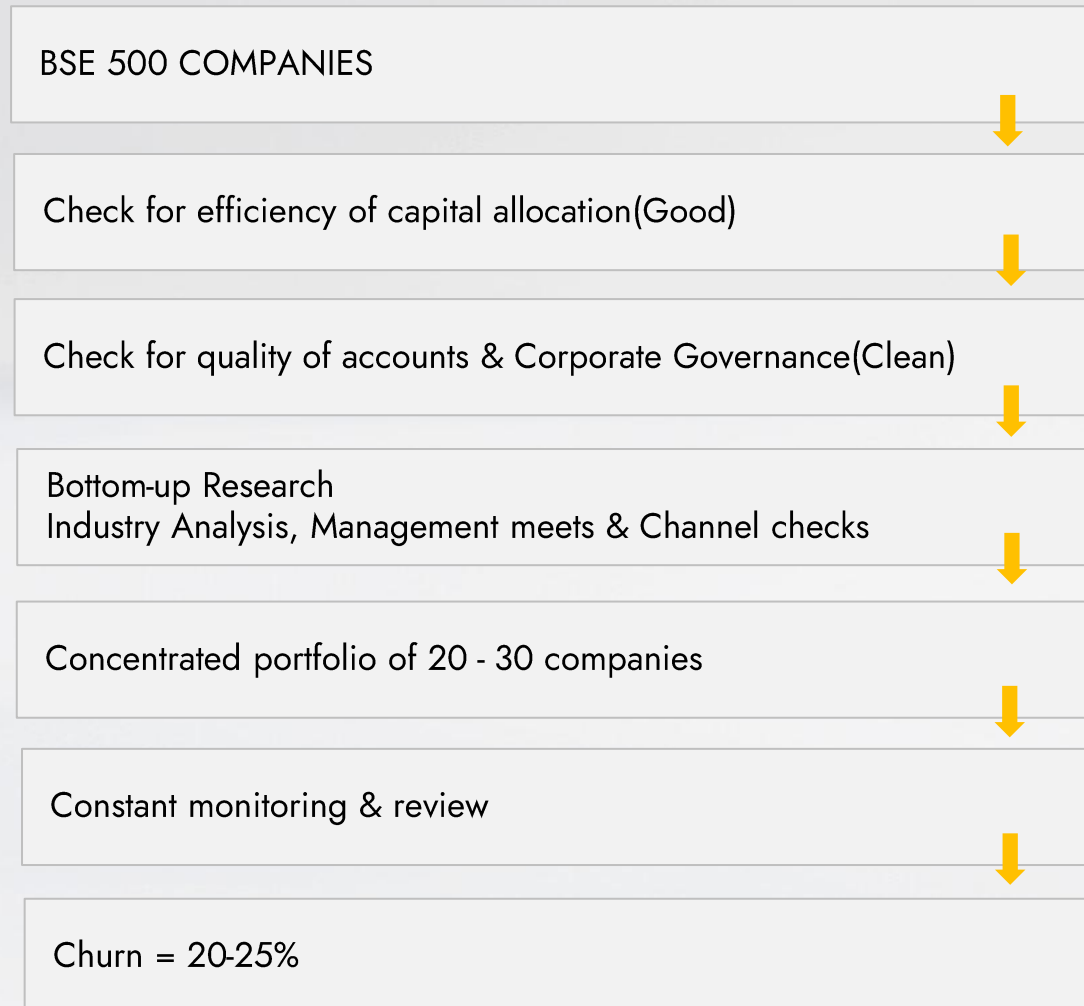 BSE 500 COMPANIES
Check for efficiency of capital allocation(Good)
Check for quality of accounts & Corporate Governance(Clean)
Bottom-up Research
Industry Analysis, Management meets & Channel checks
Concentrated portfolio of 20 - 30 companies
Constant monitoring & review
Churn = 20-25%